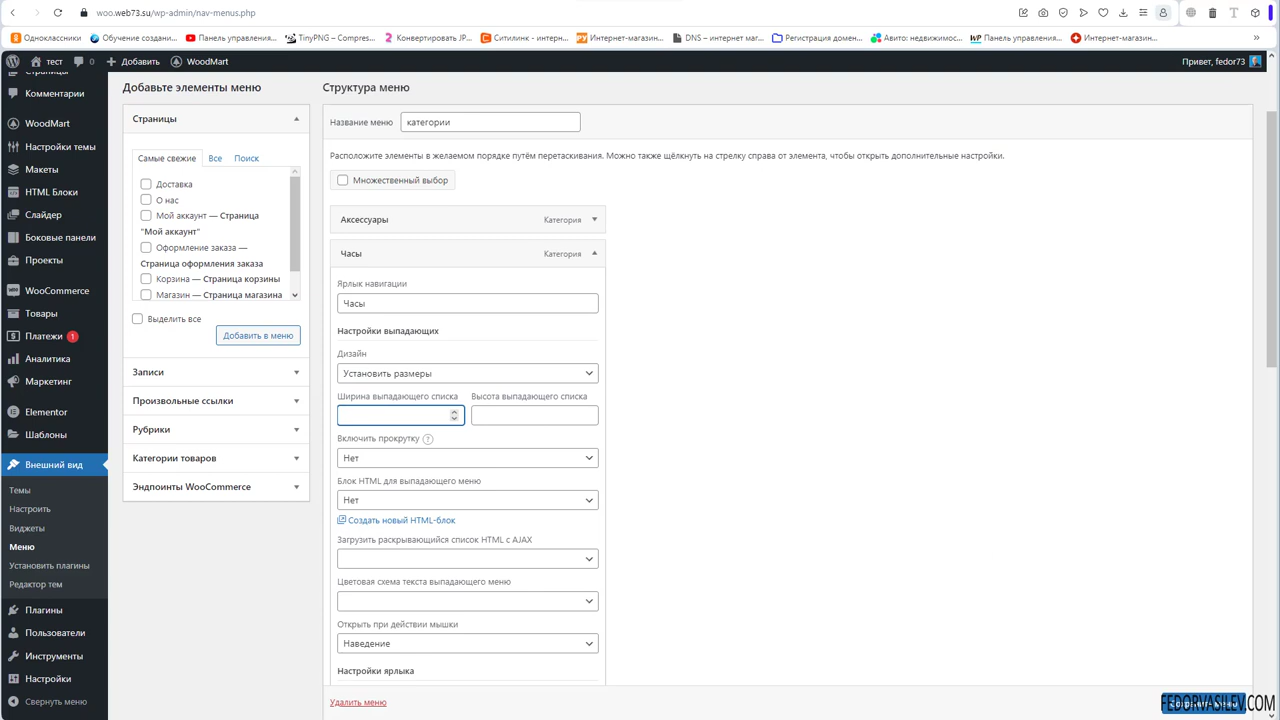 woo.web73.su/wp-admin/nav-menus.php
Одноклассники
Обучение создани...
Панель управления...
TinyPNG – Compres...
Конвертировать JP...
Ситилинк - интерн...
Интернет-магазин...
DNS – интернет маг...
Регистрация домен...
Авито: недвижимос...
Панель управления...
Интернет-магазин...
тест
0
Добавить
WoodMart
Привет, fedor73
Страницы
Комментарии
WoodMart
Настройки темы
Макеты
HTML Блоки
Слайдер
Боковые панели
Проекты
WooCommerce
Товары
Платежи 1
Аналитика
Маркетинг
Elementor
Шаблоны
Внешний вид
Темы
Настроить
Виджеты
Меню
Установить плагины
Редактор тем
Плагины
Пользователи
Инструменты
Настройки
Свернуть меню
Добавьте элементы меню
Страницы
Самые свежие
Все
Поиск
Доставка
О нас
Мой аккаунт — Страница
"Мой аккаунт"
Оформление заказа —
Страница оформления заказа
Корзина — Страница корзины
Магазин — Страница магазина
Выделить все
Добавить в меню
Записи
Произвольные ссылки
Рубрики
Категории товаров
Эндпоинты WooCommerce
Структура меню
Название меню
категории
Расположите элементы в желаемом порядке путём перетаскивания. Можно также щёлкнуть на стрелку справа от элемента, чтобы открыть дополнительные настройки.
Множественный выбор
Аксессуары
Категория
Часы
Категория
Ярлык навигации
Часы
Настройки выпадающих
Дизайн
Установить размеры
Ширина выпадающего списка
Высота выпадающего списка
Включить прокрутку ?
Нет
Блок HTML для выпадающего меню
Нет
Создать новый HTML-блок
Загрузить раскрывающийся список HTML с AJAX
Цветовая схема текста выпадающего меню
Открыть при действии мышки
Наведение
Настройки ярлыка
Удалить меню
FEDORVASILEV.COM